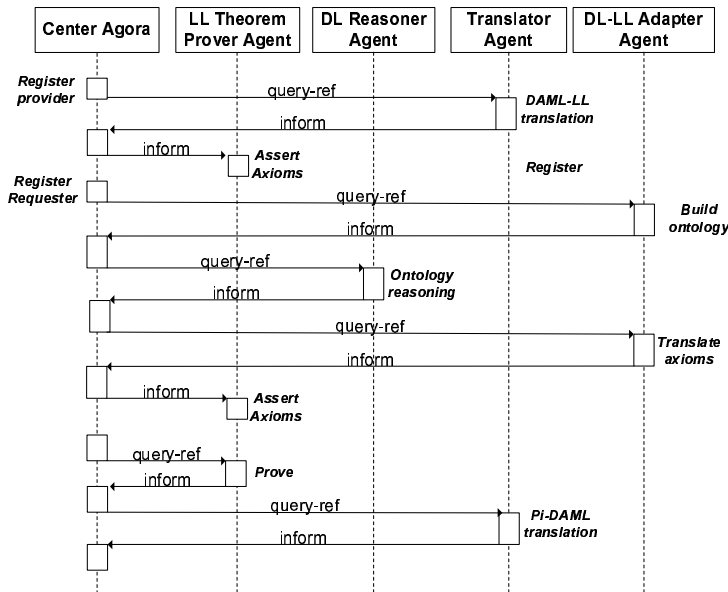 Center Agora
LL Theorem
Prover Agent
DL Reasoner
Agent
Translator
Agent
DL-LL Adapter
Agent
Register
provider
query-ref
DAML-LL
translation
inform
inform
Assert
Axioms
Register
Register
Requester
query-ref
Build
ontology
inform
query-ref
Ontology
reasoning
inform
query-ref
Translate
axioms
inform
inform
Assert
Axioms
query-ref
Prove
inform
query-ref
Pi-DAML
translation
inform